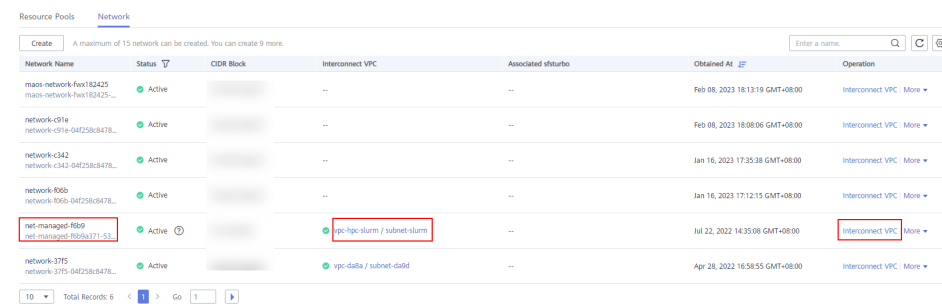 Resource Pools Network
Create A maximum of 15 network can be created. You can create 9 more. Enter a name.
Network Name Status CIDR Block Interconnect VPC Associated sfsturbo Obtained At Operation
maos-network-fwx182425 Active -- -- Feb 08, 2023 18:13:19 GMT+08:00 Interconnect VPC More
maos-network-fwx182425-...
network-c91e Active -- -- Feb 08, 2023 18:08:06 GMT+08:00 Interconnect VPC More
network-c91e-04f258c8478...
network-c342 Active -- -- Jan 16, 2023 17:35:38 GMT+08:00 Interconnect VPC More
network-c342-04f258c8478...
network-f06b Active -- -- Jan 16, 2023 17:12:15 GMT+08:00 Interconnect VPC More
network-f06b-04f258c8478...
net-managed-f6b9 Active vpc-hpc-slurm / subnet-slurm -- Jul 22, 2022 14:35:08 GMT+08:00 Interconnect VPC More
net-managed-f6b9a371-53...
network-37f5 Active vpc-da8a / subnet-da9d -- Apr 28, 2022 16:58:55 GMT+08:00 Interconnect VPC More
network-37f5-04f258c8478...
10 Total Records: 6 < 1 > Go 1